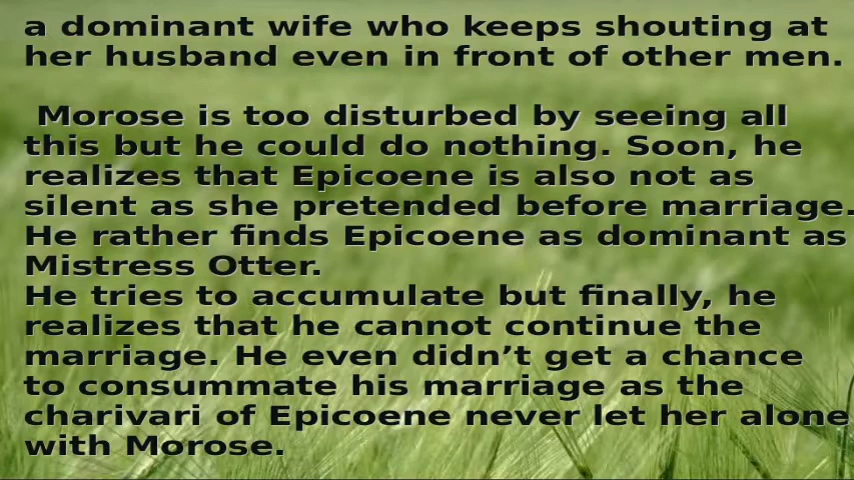 a dominant wife who keeps shouting at
her husband even in front of other men.
Morose is too disturbed by seeing all
this but he could do nothing. Soon, he
realizes that Epicoene is also not as
silent as she pretended before marriage.
He rather finds Epicoene as dominant as
Mistress Otter.
He tries to accumulate but finally, he
realizes that he cannot continue the
marriage. He even didn’t get a chance
to consummate his marriage as the
charivari of Epicoene never let her alone
with Morose.